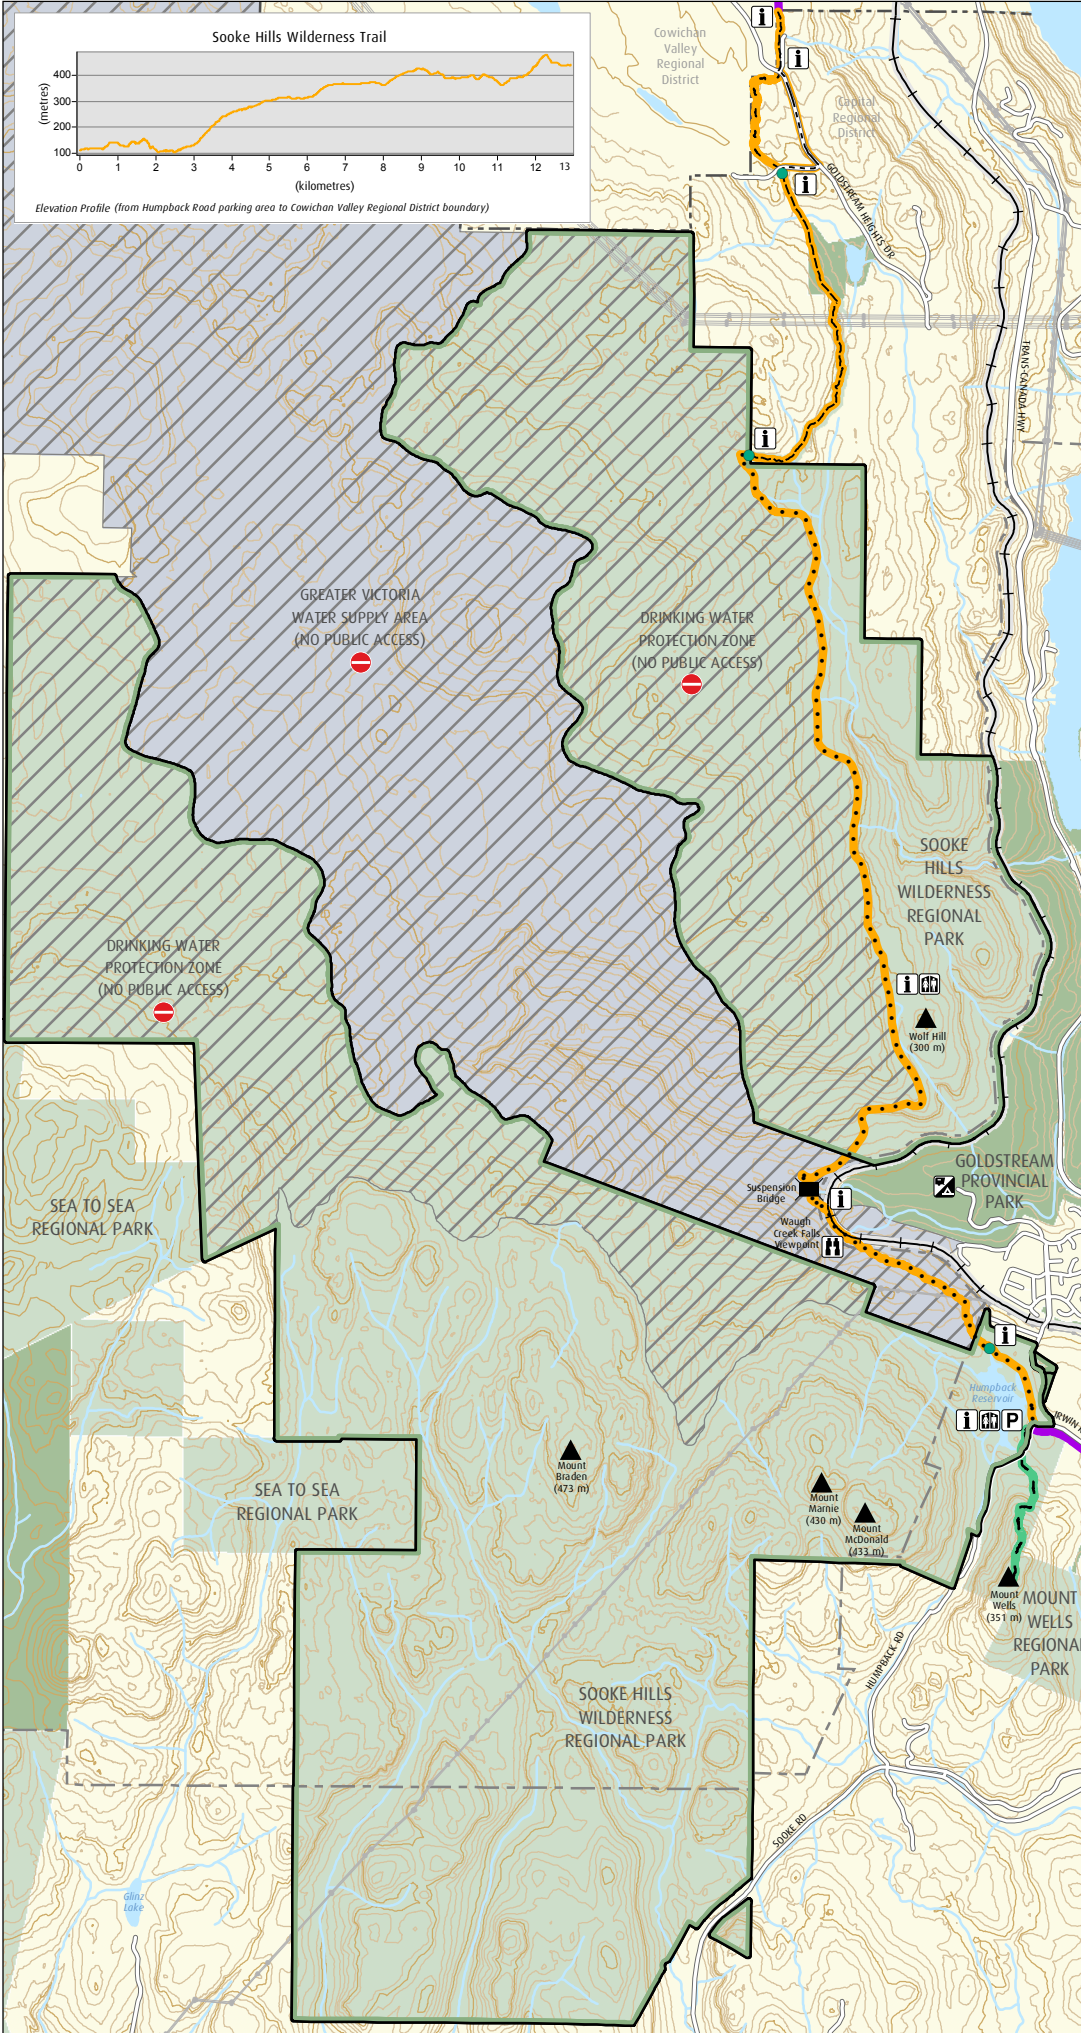 Sooke Hills Wilderness Trail
(metres)
400
300
200
100
0 1 2 3 4 5 6 7 8 9 10 11 12 13
(kilometres)
Elevation Profile (from Humpback Road parking area to Cowichan Valley Regional District boundary)
Cowichan
Valley
Regional
District
Capital
Regional
District
i
i
i
GOLDSTREAM HEIGHTS DR
TRANS-CANADA HWY
i
GREATER VICTORIA
WATER SUPPLY AREA
(NO PUBLIC ACCESS)
DRINKING WATER
PROTECTION ZONE
(NO PUBLIC ACCESS)
SOOKE
HILLS
WILDERNESS
REGIONAL
PARK
DRINKING WATER
PROTECTION ZONE
(NO PUBLIC ACCESS)
i
Wolf Hill
(300 m)
GOLDSTREAM
PROVINCIAL
PARK
Suspension
Bridge
i
Waugh
Creek Falls
Viewpoint
SEA TO SEA
REGIONAL PARK
i
Humpback
Reservoir
i P
IRWIN
Mount
Braden
(473 m)
SEA TO SEA
REGIONAL PARK
Mount
Marnie
(430 m)
Mount
McDonald
(433 m)
Mount
Wells
(351 m)
MOUNT
WELLS
REGIONAL
PARK
HUMPBACK RD
SOOKE HILLS
WILDERNESS
REGIONAL PARK
SOOKE RD
Glinz
Lake